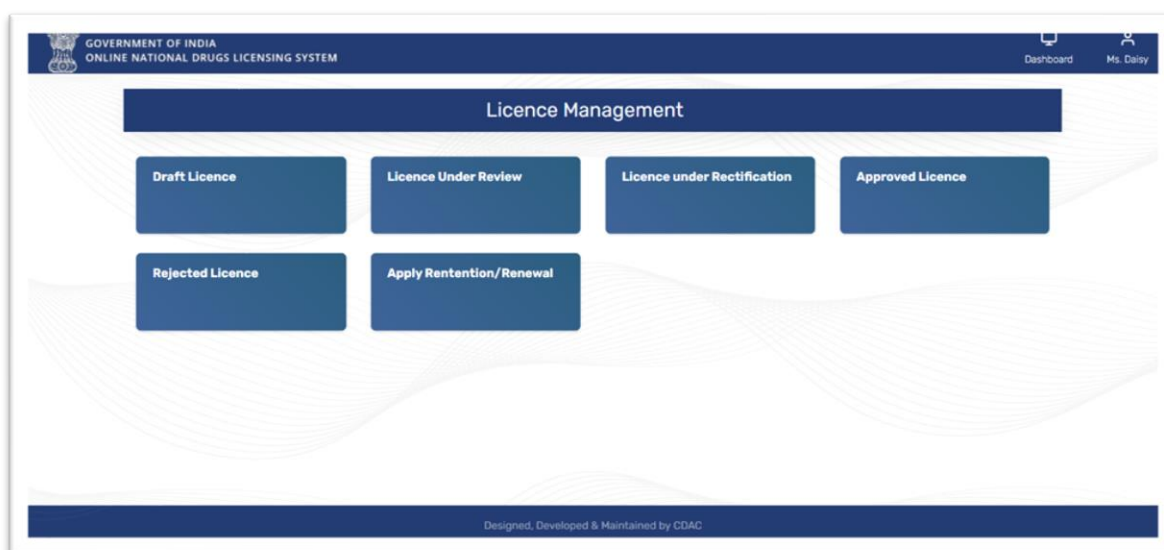 GOVERNMENT OF INDIA
ONLINE NATIONAL DRUGS LICENSING SYSTEM
Dashboard
Ms. Daisy
Licence Management
Draft Licence
Licence Under Review
Licence under Rectification
Approved Licence
Rejected Licence
Apply Rentention/Renewal
Designed, Developed & Maintained by CDAC